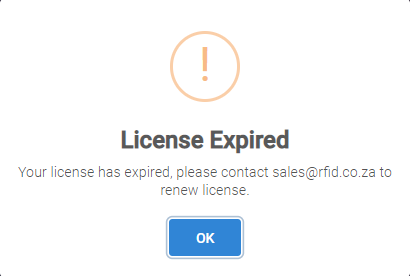 !
License Expired
Your license has expired, please contact sales@rfid.co.za to
renew license.
OK